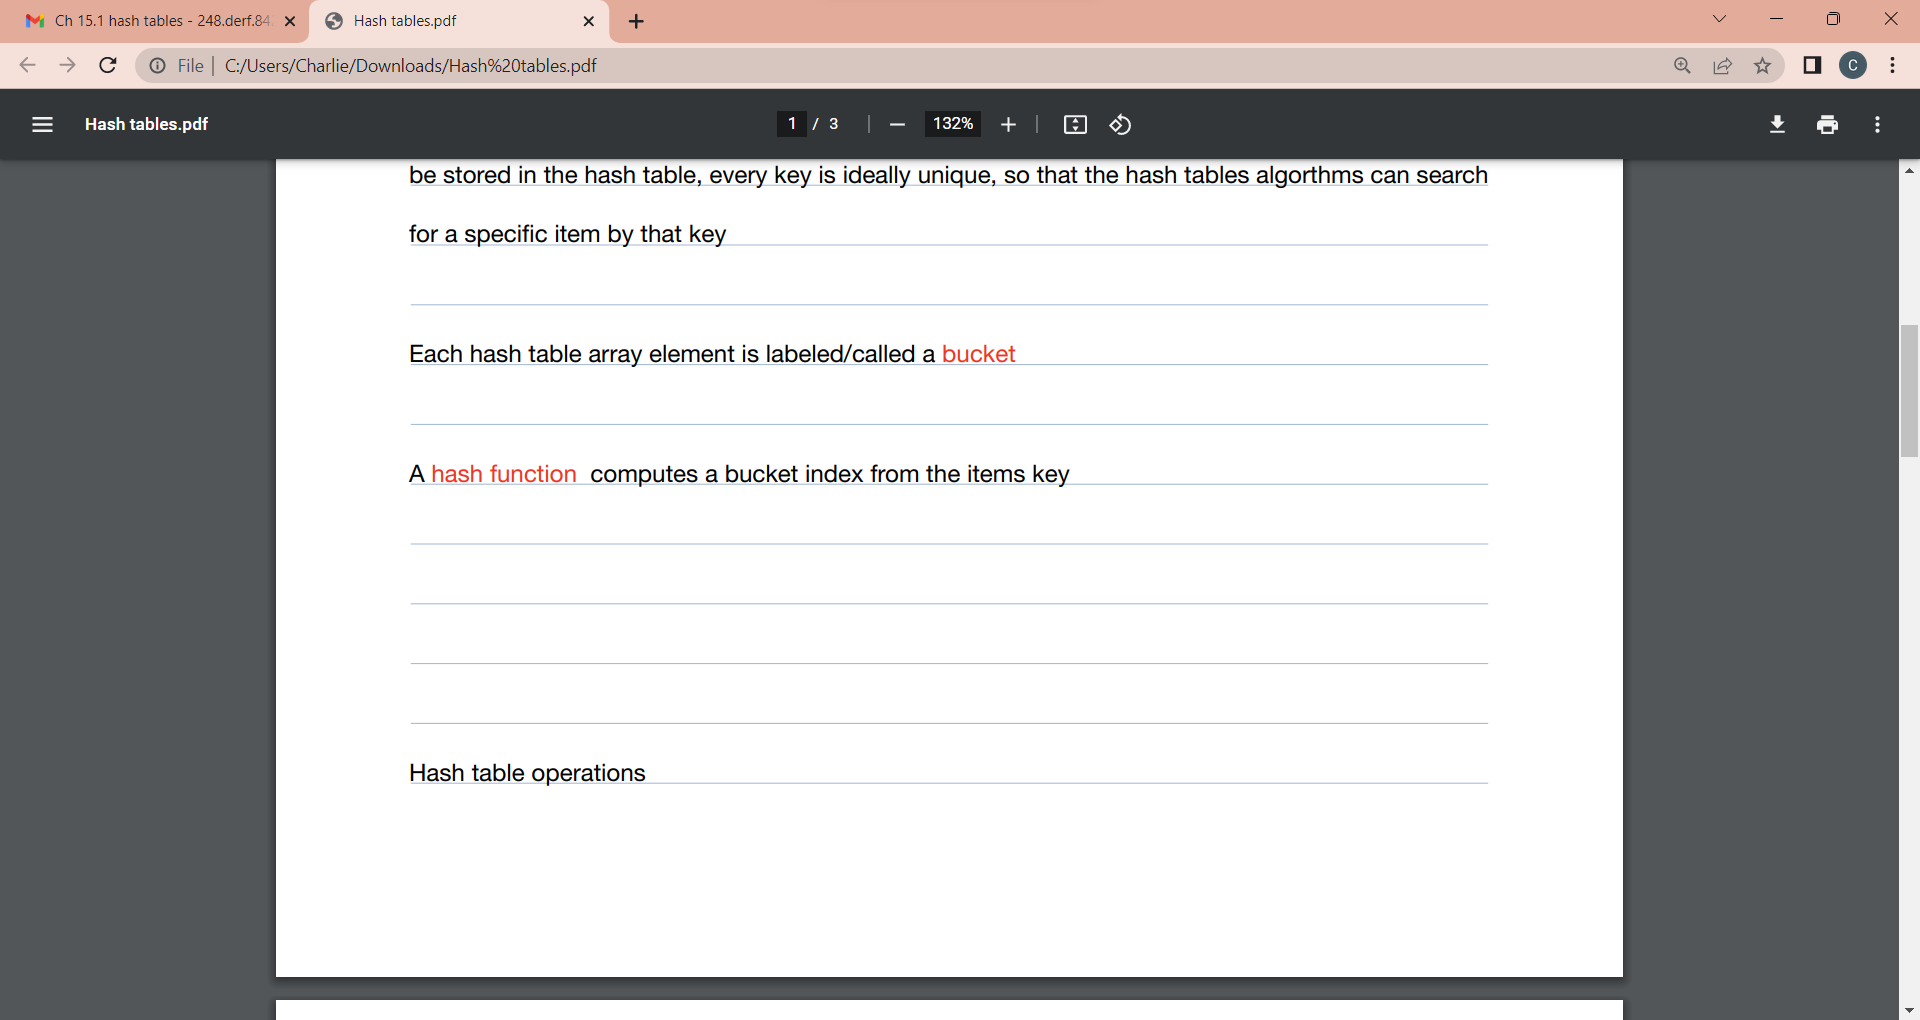 Ch 15.1 hash tables - 248.derf.84
Hash tables.pdf
File | C:/Users/Charlie/Downloads/Hash%20tables.pdf
C
Hash tables.pdf
1 / 3
132%
be stored in the hash table, every key is ideally unique, so that the hash tables algorthms can search
for a specific item by that key
Each hash table array element is labeled/called a bucket
A hash function computes a bucket index from the items key
Hash table operations